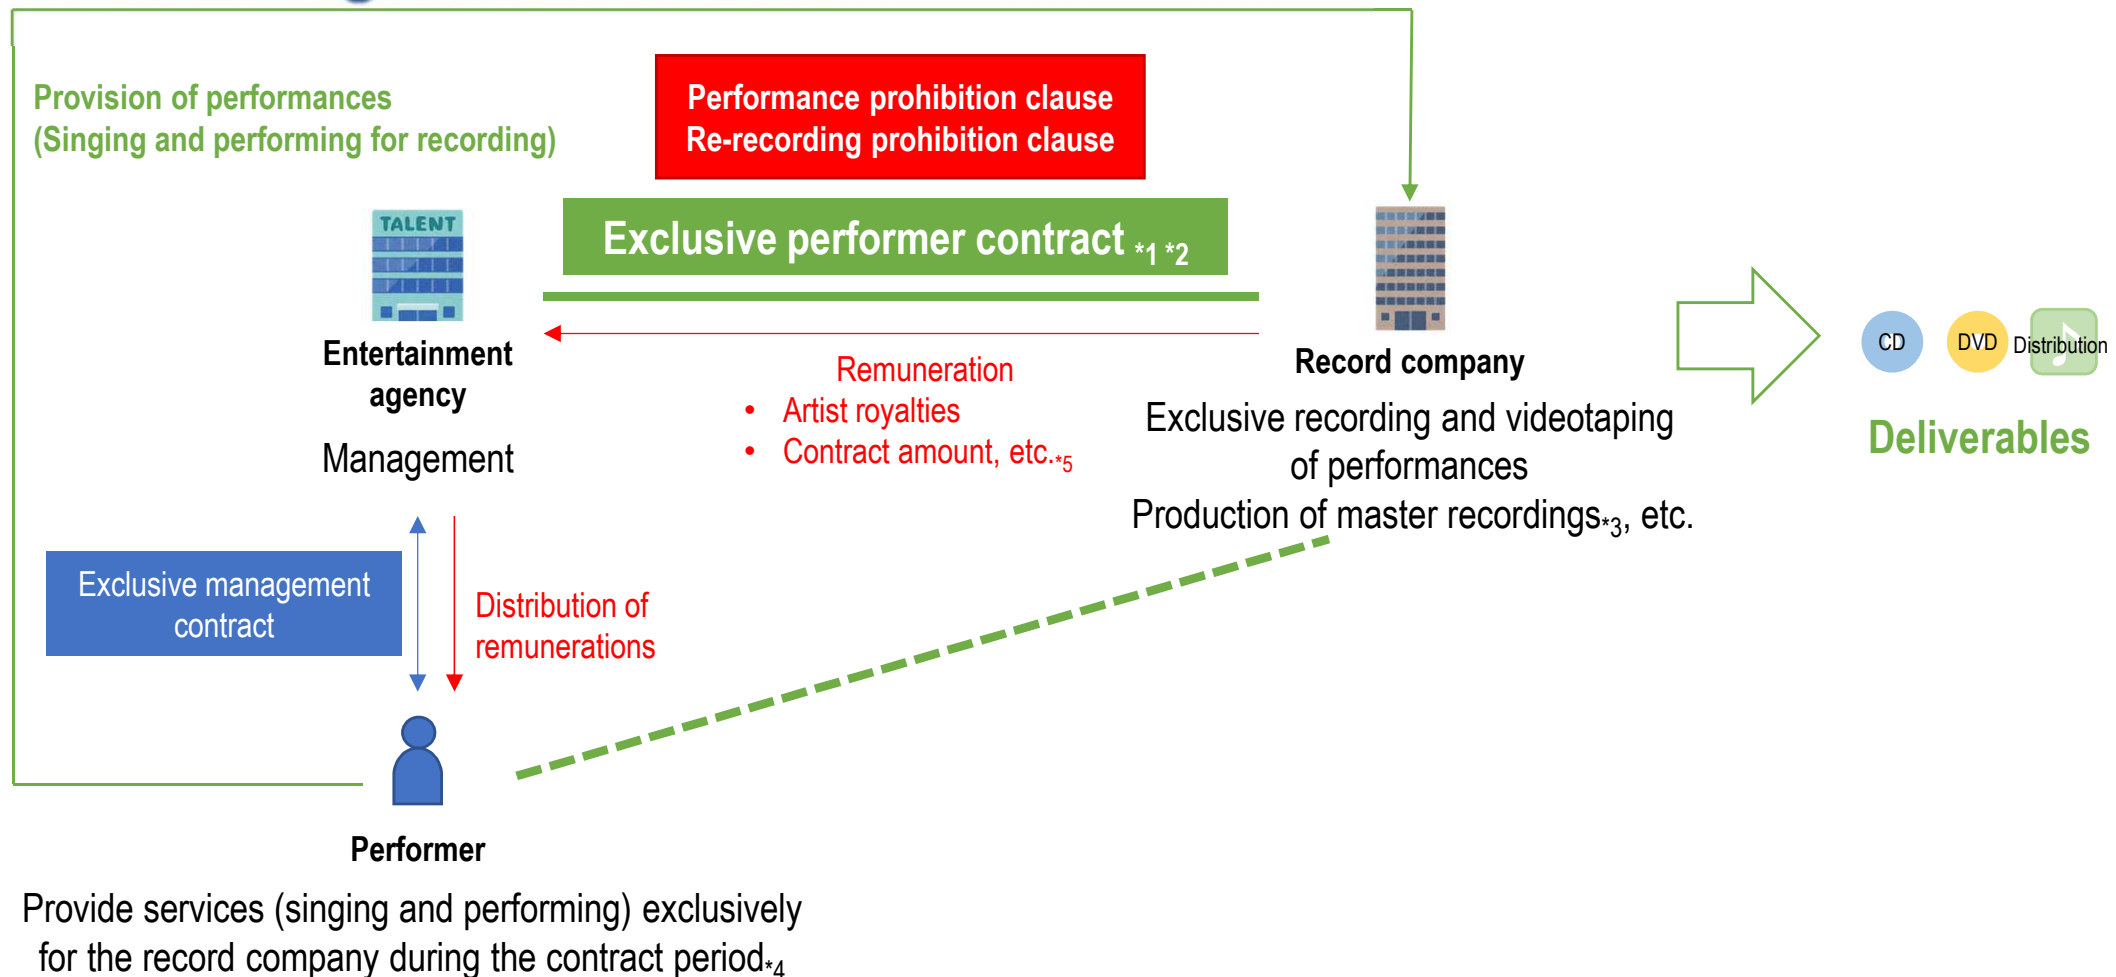 Provision of performances
(Singing and performing for recording)
Performance prohibition clause
Re-recording prohibition clause
TALENT
Exclusive performer contract *1 *2
Entertainment
agency
Management
Remuneration
• Artist royalties
• Contract amount, etc.*5
Record company
Exclusive recording and videotaping
of performances
Production of master recordings*3, etc.
CD
DVD
Distribution
Deliverables
Exclusive management
contract
Distribution of
remunerations
Performer
Provide services (singing and performing) exclusively
for the record company during the contract period*4